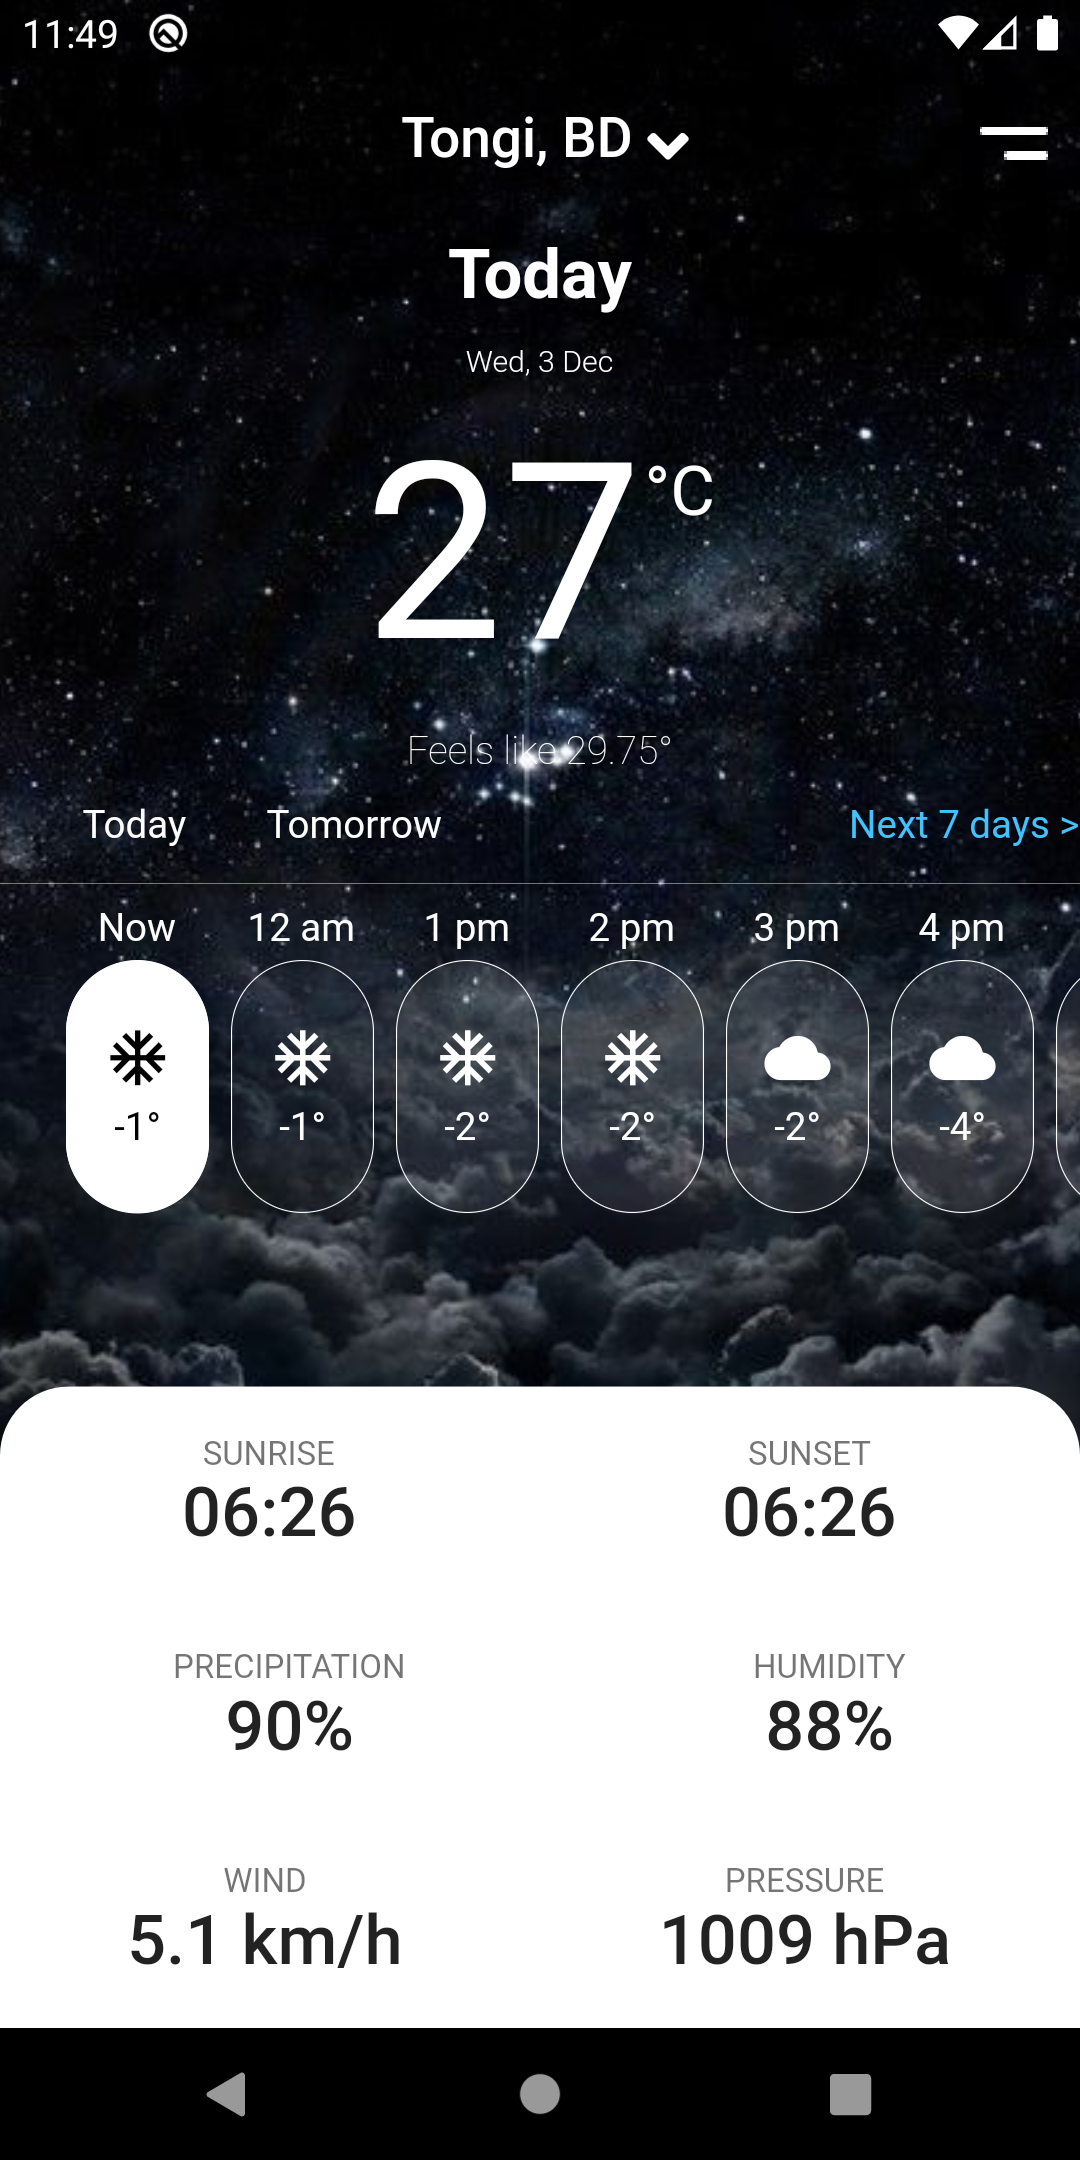 11:49
Tongi, BD
Today
Wed, 3 Dec
27°C
Feels like 29.75°
Today Tomorrow Next 7 days >
Now 12 am 1 pm 2 pm 3 pm 4 pm
-1° -1° -2° -2° -2° -4°
SUNRISE SUNSET
06:26 06:26
PRECIPITATION HUMIDITY
90% 88%
WIND PRESSURE
5.1 km/h 1009 hPa